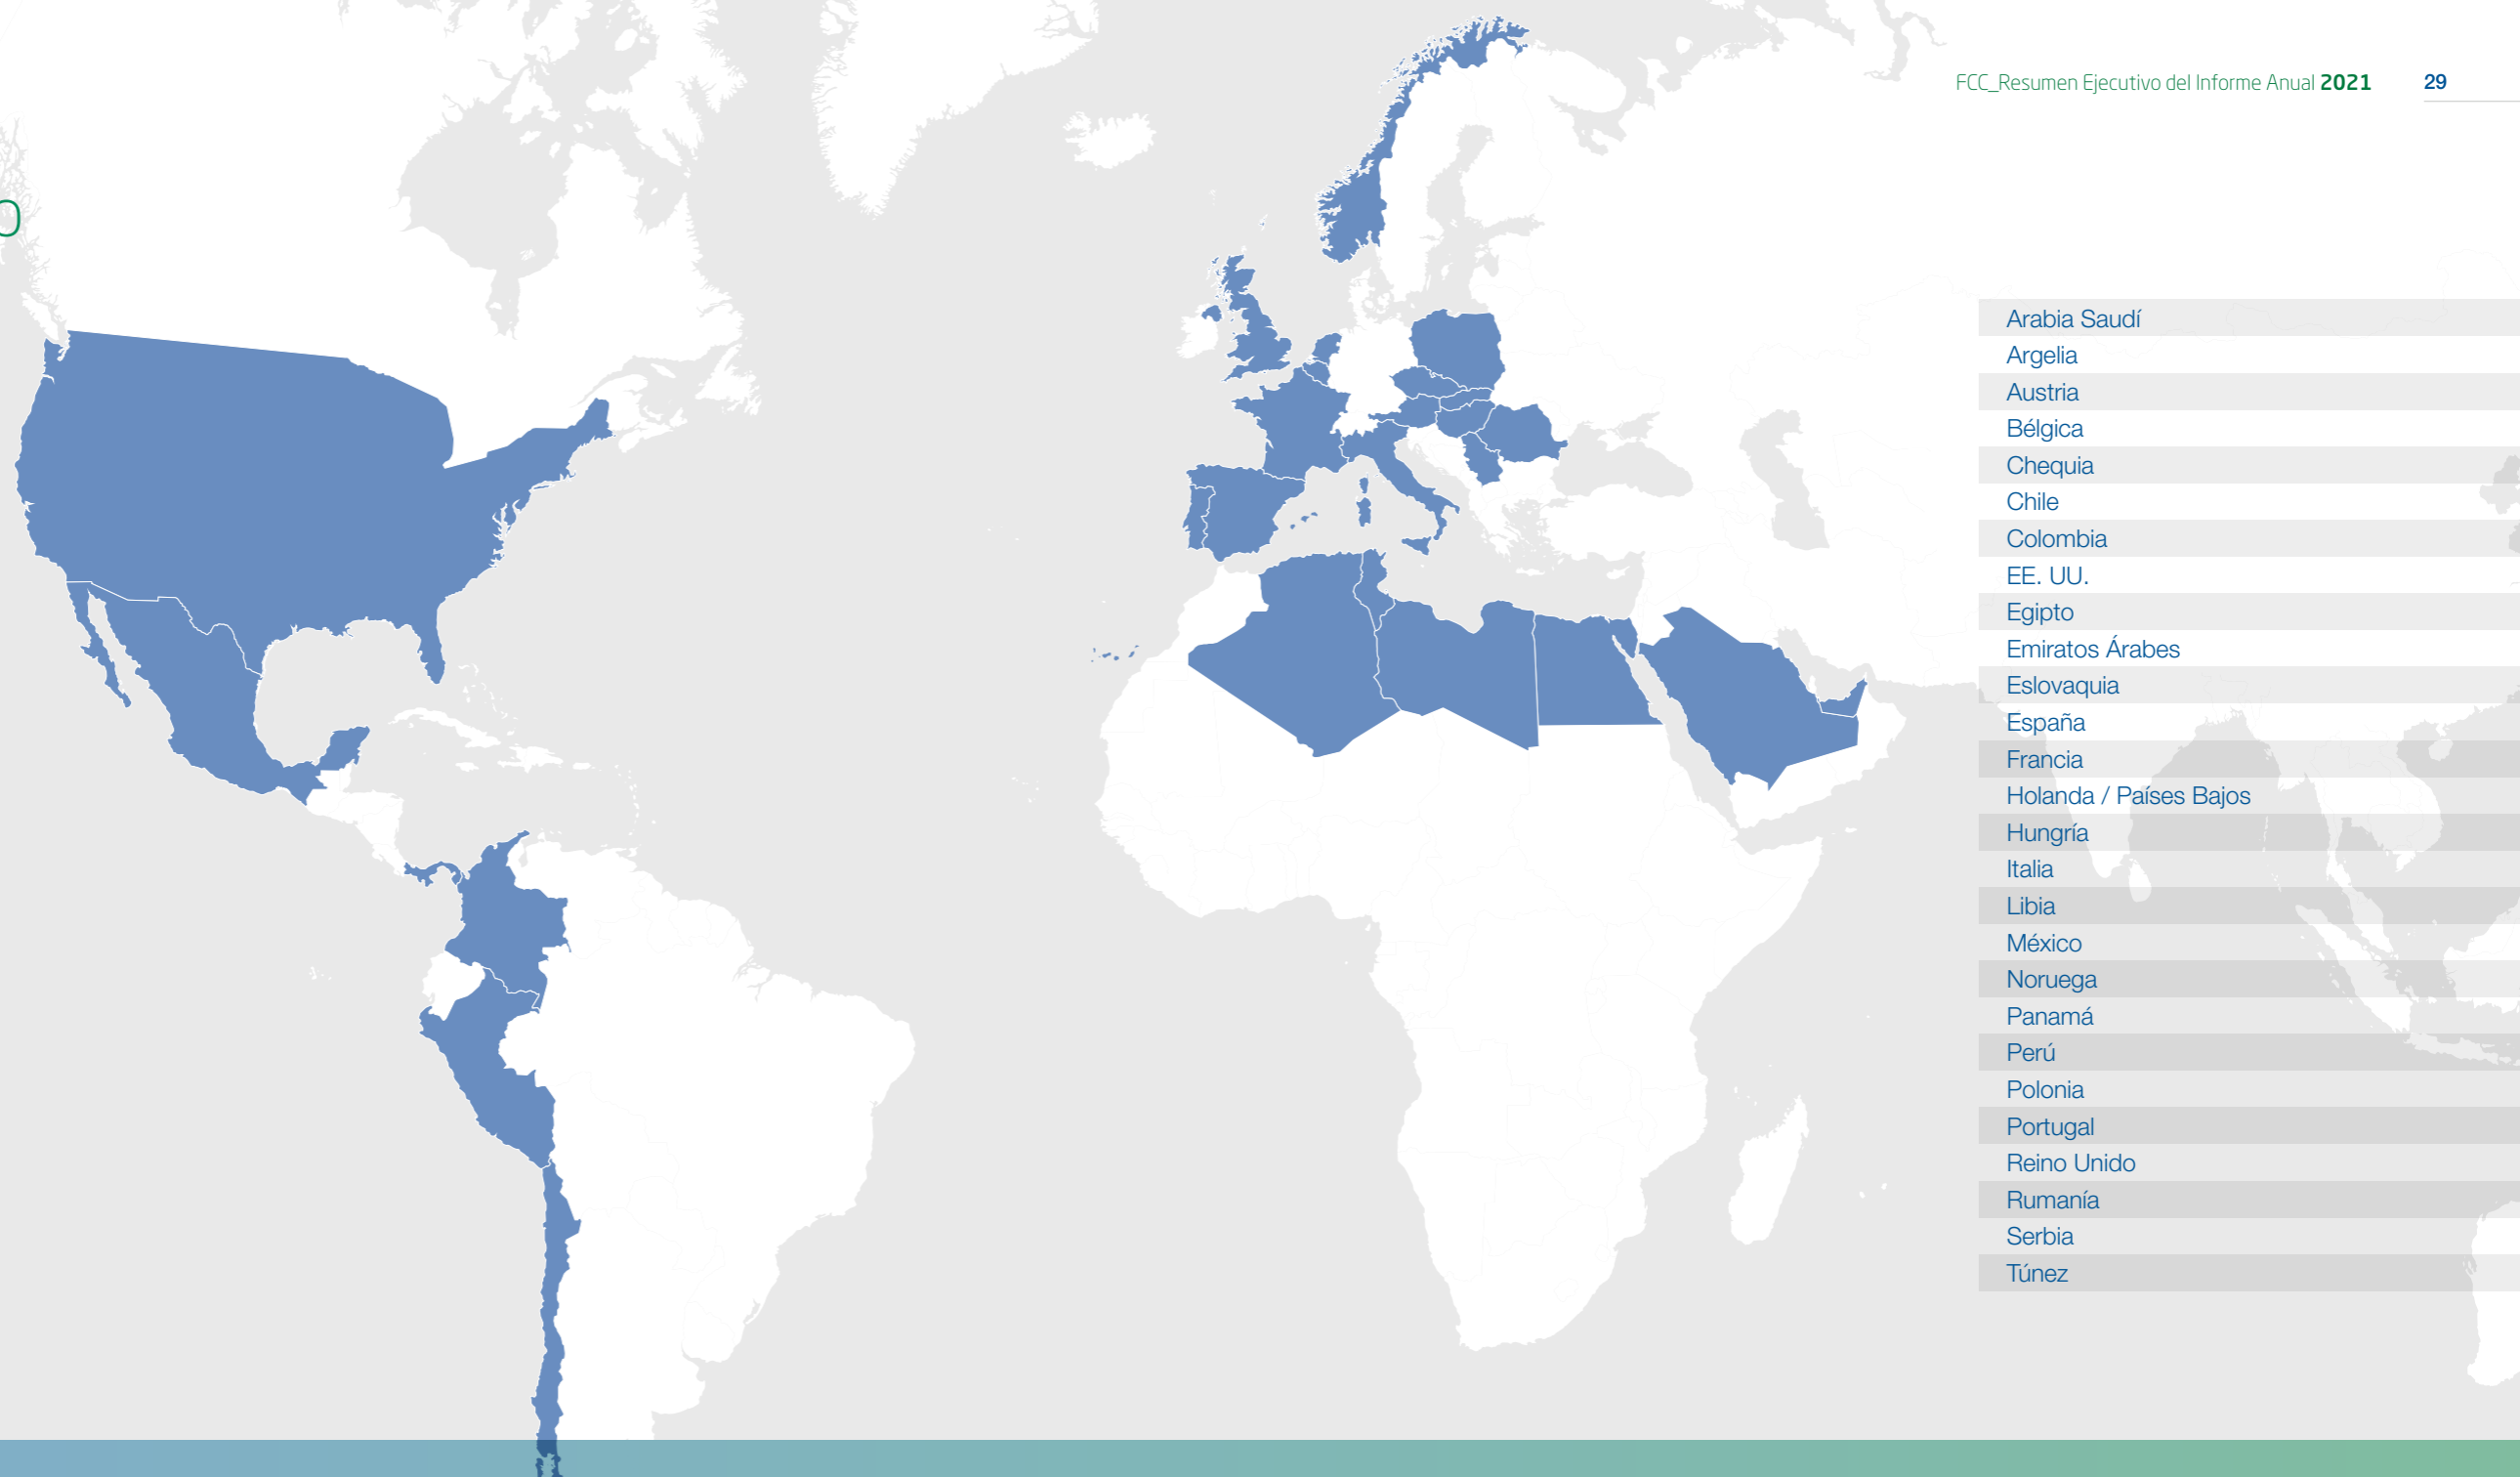 FCC_Resumen Ejecutivo del Informe Anual 2021 29
Arabia Saudí
Argelia
Austria
Bélgica
Chequia
Chile
Colombia
EE. UU.
Egipto
Emiratos Árabes
Eslovaquia
España
Francia
Holanda / Países Bajos
Hungría
Italia
Libia
México
Noruega
Panamá
Perú
Polonia
Portugal
Reino Unido
Rumanía
Serbia
Túnez